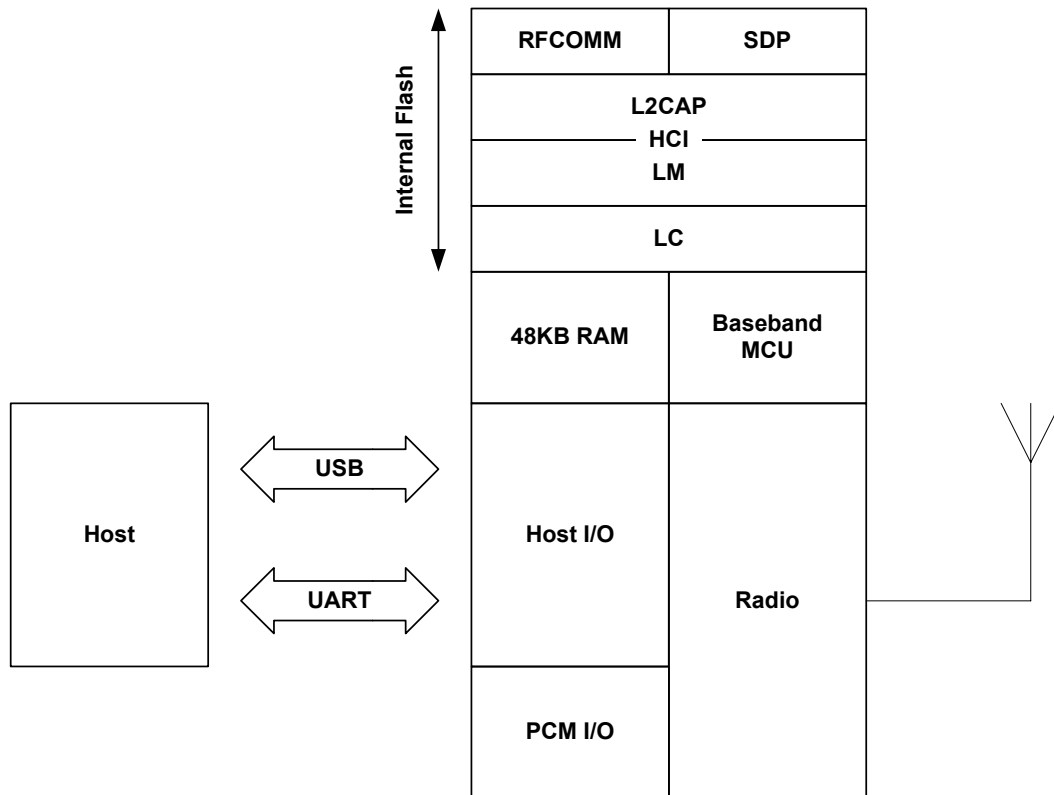 RFCOMM
SDP
Internal Flash
L2CAP
HCI
LM
LC
48KB RAM
Baseband
MCU
USB
Host
Host I/O
UART
Radio
PCM I/O